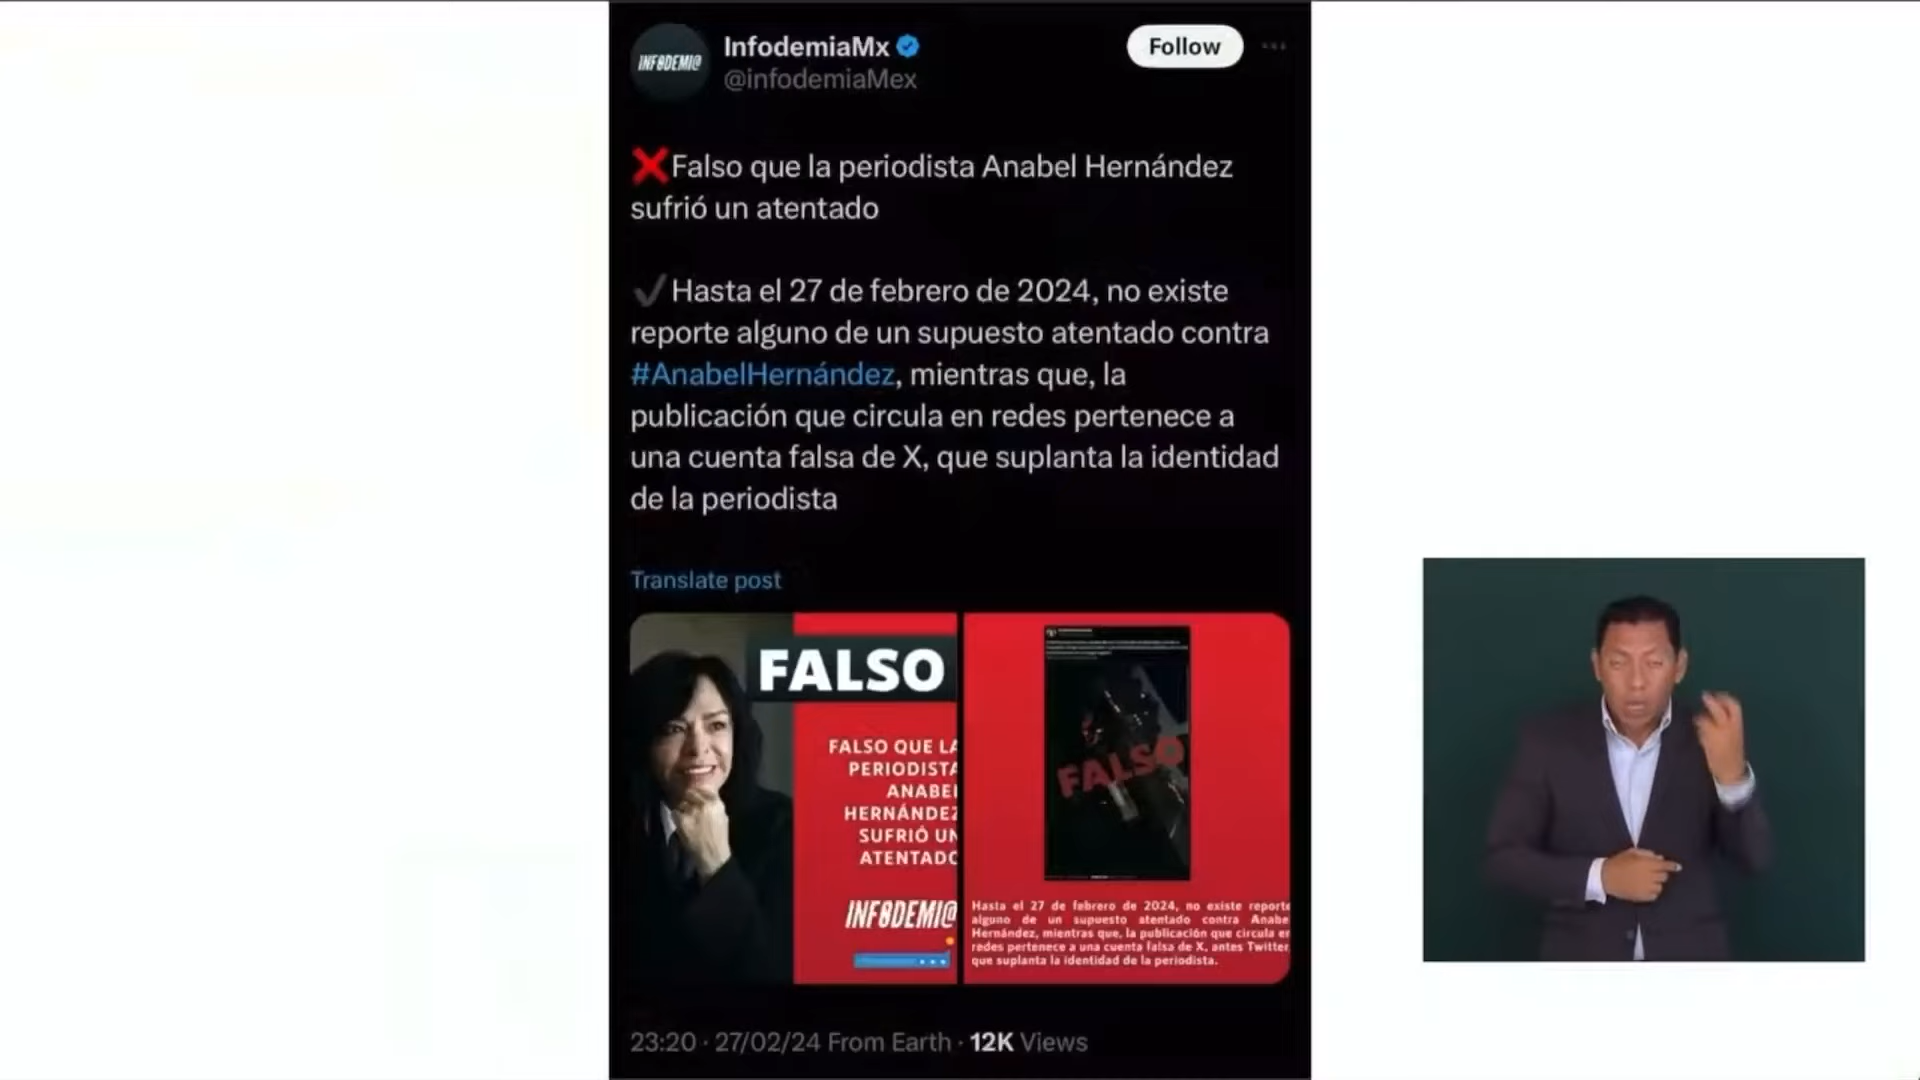 INFODEMI@
InfodemiaMx
@infodemiaMex
Follow
❌Falso que la periodista Anabel Hernández
sufrió un atentado
✔Hasta el 27 de febrero de 2024, no existe
reporte alguno de un supuesto atentado contra
#AnabelHernández, mientras que, la
publicación que circula en redes pertenece a
una cuenta falsa de X, que suplanta la identidad
de la periodista
Translate post
FALSO
FALSO QUE LA
PERIODISTA
ANABEL
HERNÁNDEZ
SUFRIÓ UN
ATENTADO
INFODEMI@
FALSO
Hasta el 27 de febrero de 2024, no existe reporte
alguno de un supuesto atentado contra Anabel
Hernández, mientras que, la publicación que circula en
redes pertenece a una cuenta falsa de X, antes Twitter,
que suplanta la identidad de la periodista.
23:20 · 27/02/24 From Earth · 12K Views